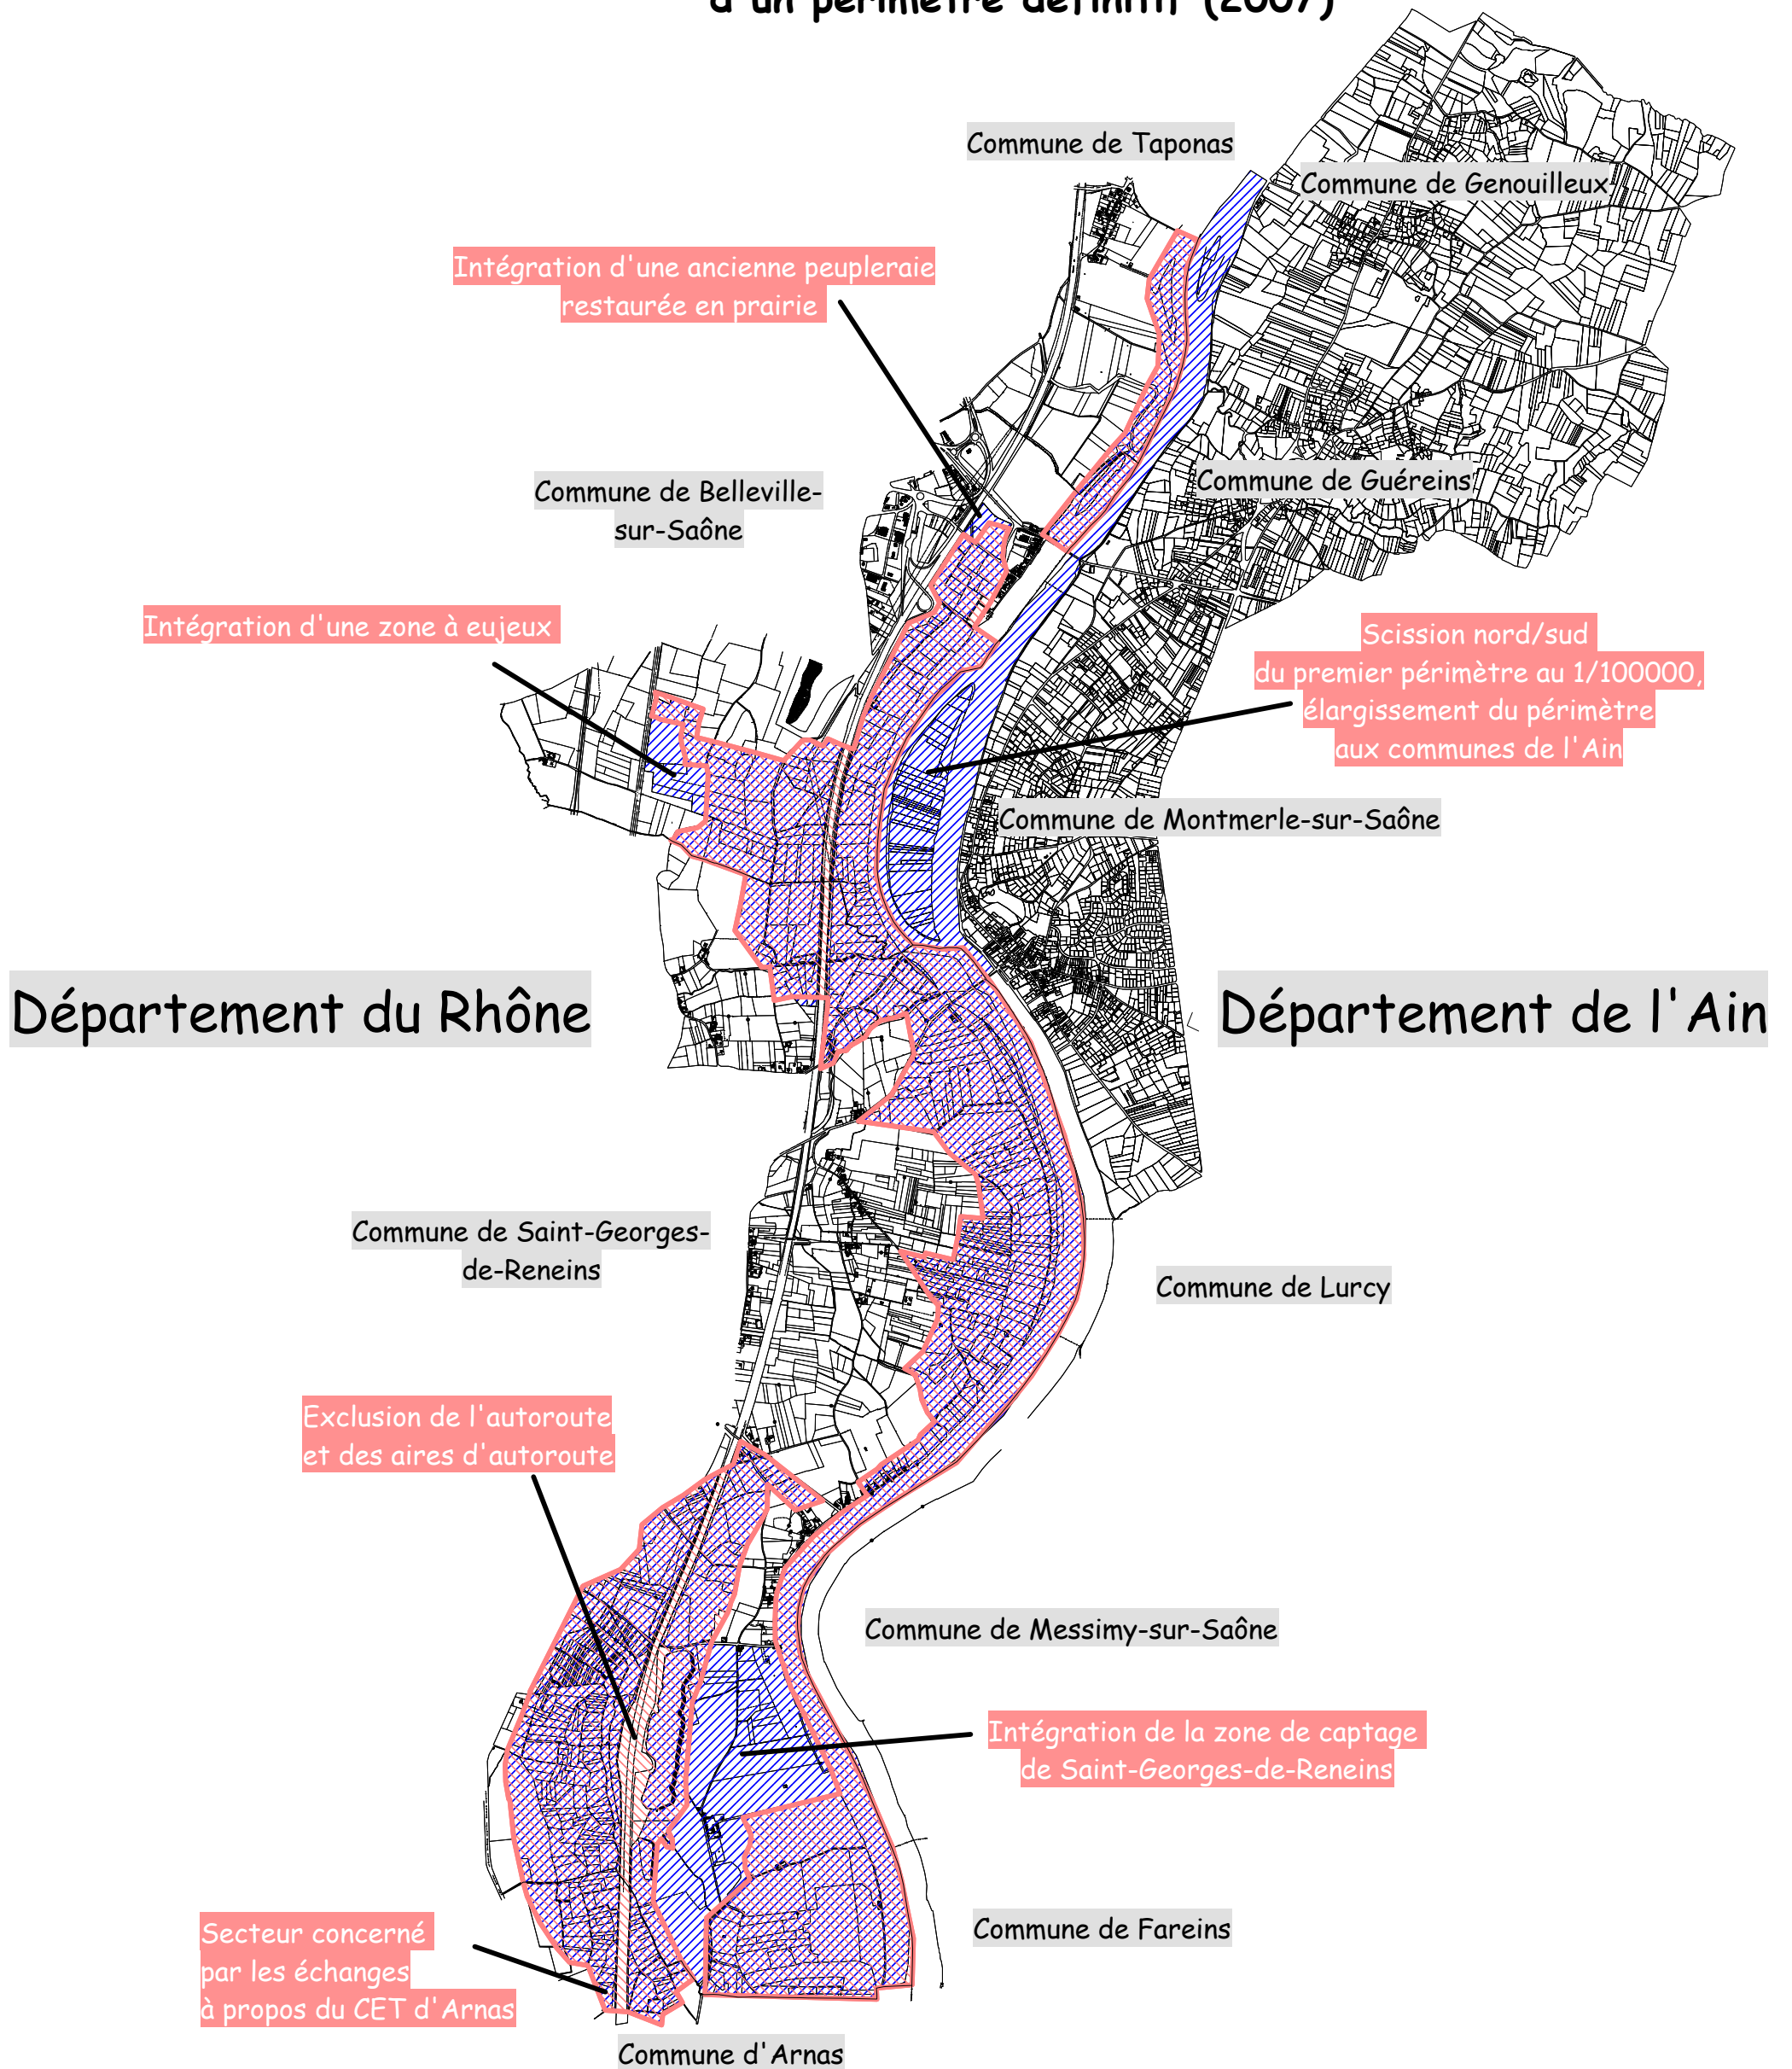 d'un périmètre définitif (2007)
Commune de Taponas
Commune de Genouilleux
Intégration d'une ancienne peupleraie
restaurée en prairie
Commune de Guéreins
Commune de Belleville-
sur-Saône
Intégration d'une zone à eujeux
Scission nord/sud
du premier périmètre au 1/100000,
élargissement du périmètre
aux communes de l'Ain
Commune de Montmerle-sur-Saône
Département du Rhône
Département de l'Ain
Commune de Saint-Georges-
de-Reneins
Commune de Lurcy
Exclusion de l'autoroute
et des aires d'autoroute
Commune de Messimy-sur-Saône
Intégration de la zone de captage
de Saint-Georges-de-Reneins
Secteur concerné
par les échanges
à propos du CET d'Arnas
Commune de Fareins
Commune d'Arnas